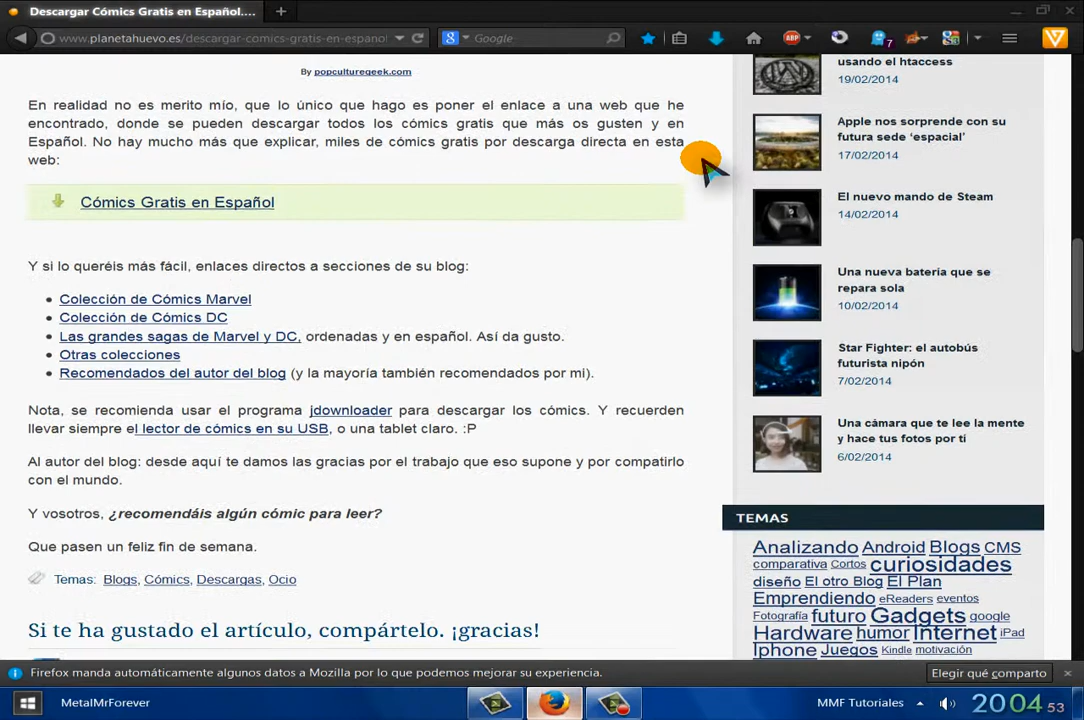 Descargar Cómics Gratis en Español....
www.planetahuevo.es/descargar-comics-gratis-en-espanol
Google
ABP
7
By popculturegeek.com
En realidad no es merito mío, que lo único que hago es poner el enlace a una web que he
encontrado, donde se pueden descargar todos los cómics gratis que más os gusten y en
Español. No hay mucho más que explicar, miles de cómics gratis por descarga directa en esta
web:
Cómics Gratis en Español
Y si lo queréis más fácil, enlaces directos a secciones de su blog:
Colección de Cómics Marvel
Colección de Cómics DC
Las grandes sagas de Marvel y DC, ordenadas y en español. Así da gusto.
Otras colecciones
Recomendados del autor del blog (y la mayoría también recomendados por mi).
Nota, se recomienda usar el programa jdownloader para descargar los cómics. Y recuerden
llevar siempre el lector de cómics en su USB, o una tablet claro. :P
Al autor del blog: desde aquí te damos las gracias por el trabajo que eso supone y por compatirlo
con el mundo.
Y vosotros, ¿recomendáis algún cómic para leer?
Que pasen un feliz fin de semana.
Temas: Blogs, Cómics, Descargas, Ocio
Si te ha gustado el artículo, compártelo. ¡gracias!
usando el htaccess
19/02/2014
Apple nos sorprende con su
futura sede ‘espacial’
17/02/2014
El nuevo mando de Steam
14/02/2014
Una nueva batería que se
repara sola
10/02/2014
Star Fighter: el autobús
futurista nipón
7/02/2014
Una cámara que te lee la mente
y hace tus fotos por tí
6/02/2014
TEMAS
Analizando Android Blogs CMS
comparativa Cortos curiosidades
diseño El otro Blog El Plan
Emprendiendo eReaders eventos
Fotografía futuro Gadgets google
Hardware humor Internet iPad
Iphone Juegos Kindle motivación
Firefox manda automáticamente algunos datos a Mozilla por lo que podemos mejorar su experiencia.
Elegir qué comparto
MetalMrForever
MMF Tutoriales
20 04 53